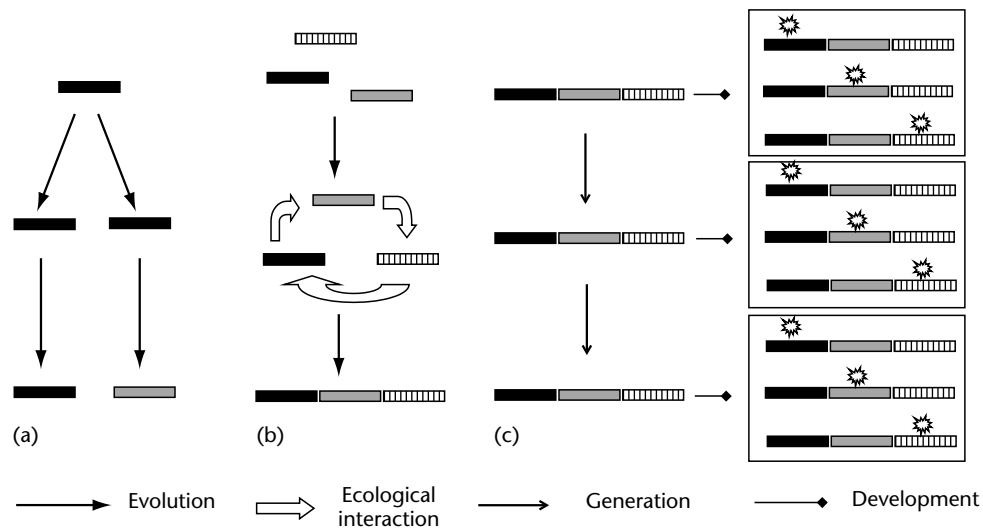 (a)
(b)
(c)
Evolution
Ecological
interaction
Generation
Development